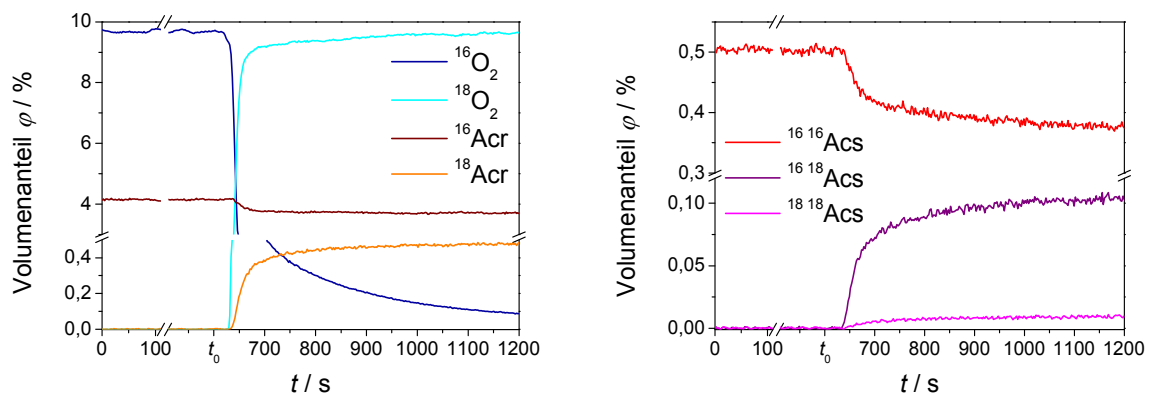 10
8
6
4
0,4
0,2
0,0
Volumenanteil φ / %
¹⁶O₂
¹⁸O₂
¹⁶Acr
¹⁸Acr
0 100 t₀ 700 800 900 1000 1100 1200
t / s
0,5
0,4
0,3
0,10
0,05
0,00
Volumenanteil φ / %
¹⁶ ¹⁶Acs
¹⁶ ¹⁸Acs
¹⁸ ¹⁸Acs
0 100 t₀ 700 800 900 1000 1100 1200
t / s